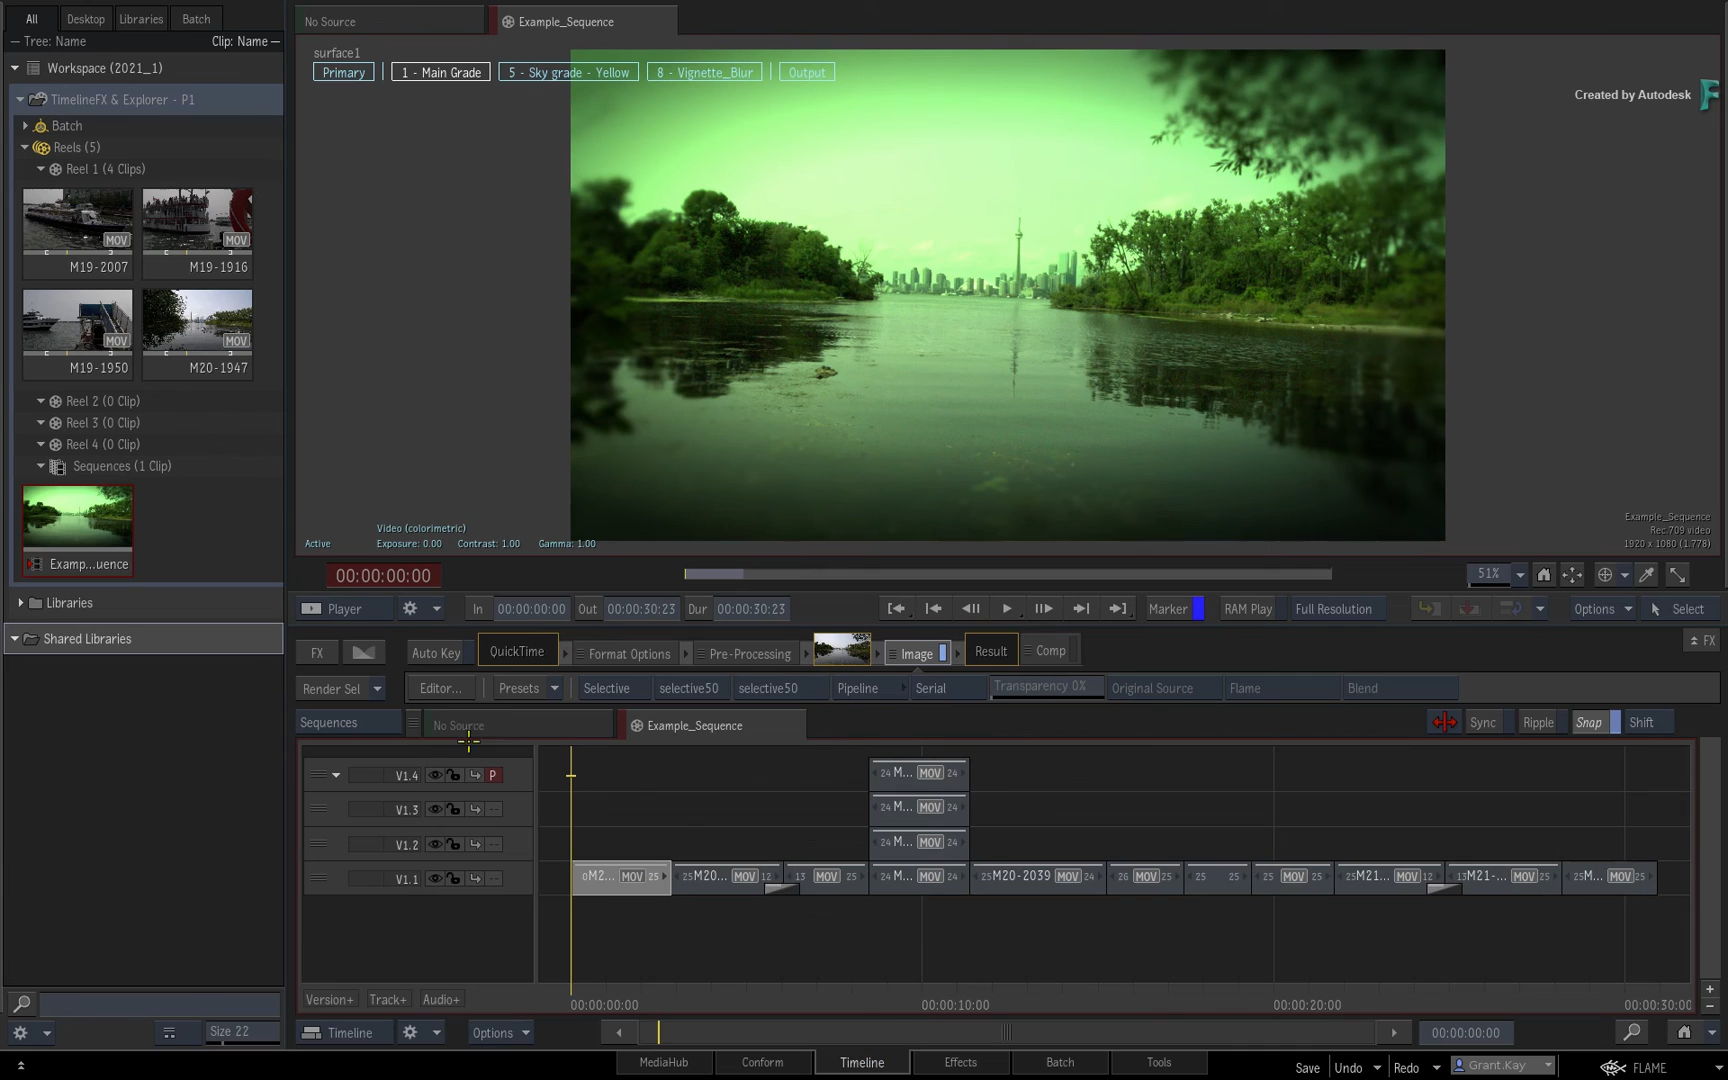 All Desktop Libraries Batch
Tree: Name Clip: Name
Workspace (2021_1)
TimelineFX & Explorer - P1
Batch
Reels (5)
Reel 1 (4 Clips)
MOV MOV
M19-2007 M19-1916
MOV MOV
M19-1950 M20-1947
Reel 2 (0 Clip)
Reel 3 (0 Clip)
Reel 4 (0 Clip)
Sequences (1 Clip)
Examp...uence
Libraries
Shared Libraries
Size 22
No Source Example_Sequence
surface1
Primary 1 - Main Grade 5 - Sky grade - Yellow 8 - Vignette_Blur Output
Created by Autodesk
Video (colorimetric)
Active Exposure: 0.00 Contrast: 1.00 Gamma: 1.00
Example_Sequence
Rec.709 video
1920 x 1080 (1.778)
00:00:00:00 51%
Player In 00:00:00:00 Out 00:00:30:23 Dur 00:00:30:23 Marker RAM Play Full Resolution Options Select
FX Auto Key QuickTime Format Options Pre-Processing Image Result Comp FX
Render Sel Editor... Presets Selective selective50 selective50 Pipeline Serial Transparency 0% Original Source Flame Blend
Sequences No Source Example_Sequence Sync Ripple Snap Shift
V1.4 P 24 M... MOV 24
V1.3 24 M... MOV 24
V1.2 24 M... MOV 24
V1.1 0M2... MOV 25 25M20... MOV 12 13 MOV 25 24 M... MOV 24 25M20-2039 MOV 24 26 MOV 25 25 25 25 MOV 25 25M21... MOV 12 13M21-... MOV 25 25M... MOV 25
Version+ Track+ Audio+ 00:00:00:00 00:00:10:00 00:00:20:00 00:00:30:00
Timeline Options 00:00:00:00
MediaHub Conform Timeline Effects Batch Tools Save Undo Redo Grant.Kay FLAME